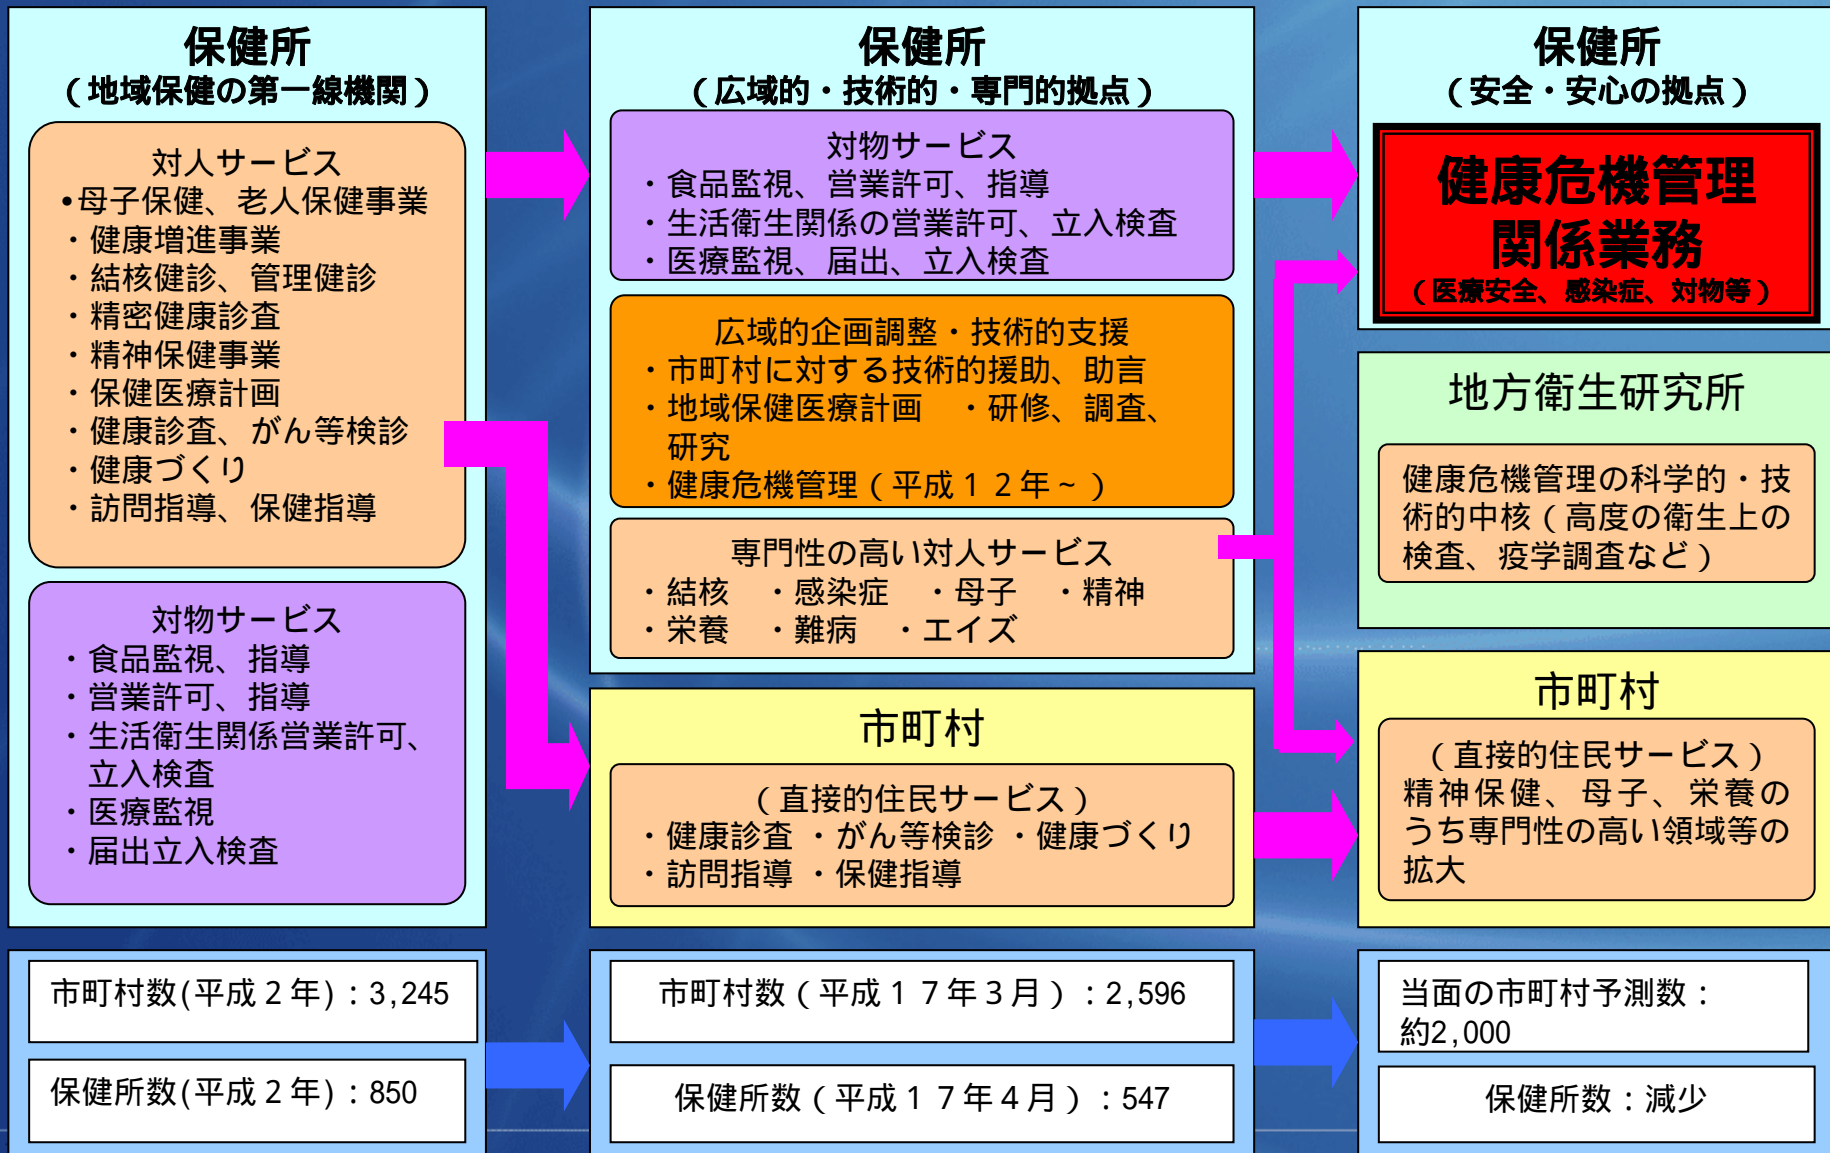 保健所
（地域保健の第一線機関）
対人サービス
•母子保健、老人保健事業
・健康増進事業
・結核健診、管理健診
・精密健康診査
・精神保健事業
・保健医療計画
・健康診査、がん等検診
・健康づくり
・訪問指導、保健指導
対物サービス
・食品監視、指導
・営業許可、指導
・生活衛生関係営業許可、
立入検査
・医療監視
・届出立入検査
市町村数(平成２年)：3,245
保健所数(平成２年)：850
保健所
（広域的・技術的・専門的拠点）
対物サービス
・食品監視、営業許可、指導
・生活衛生関係の営業許可、立入検査
・医療監視、届出、立入検査
広域的企画調整・技術的支援
・市町村に対する技術的援助、助言
・地域保健医療計画　・研修、調査、
研究
・健康危機管理（平成１２年～）
専門性の高い対人サービス
・結核　・感染症　・母子　・精神
・栄養　・難病　・エイズ
市町村
（直接的住民サービス）
・健康診査 ・がん等検診 ・健康づくり
・訪問指導 ・保健指導
市町村数（平成１７年３月）：2,596
保健所数（平成１７年４月）：547
保健所
（安全・安心の拠点）
健康危機管理
関係業務
（医療安全、感染症、対物等）
地方衛生研究所
健康危機管理の科学的・技
術的中核（高度の衛生上の
検査、疫学調査など）
市町村
（直接的住民サービス）
精神保健、母子、栄養の
うち専門性の高い領域等の
拡大
当面の市町村予測数：
約2,000
保健所数：減少